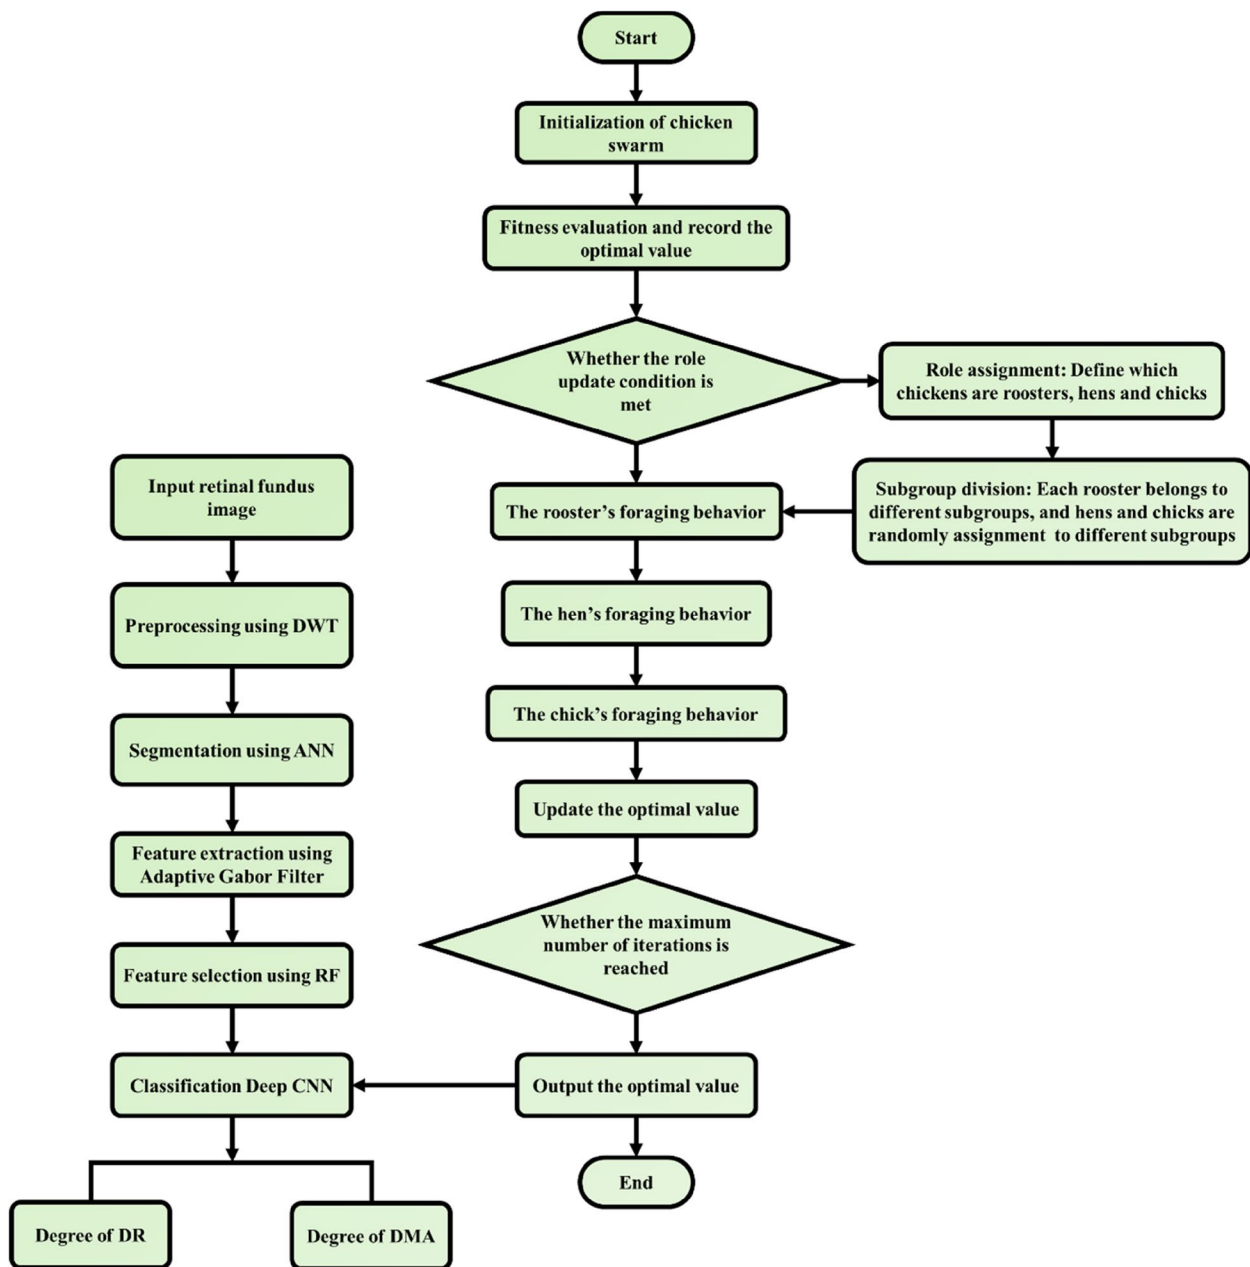 Start
Initialization of chicken
swarm
Fitness evaluation and record the
optimal value
Whether the role
update condition is
met
Role assignment: Define which
chickens are roosters, hens and chicks
Subgroup division: Each rooster belongs to
different subgroups, and hens and chicks are
randomly assignment to different subgroups
The rooster's foraging behavior
The hen's foraging behavior
The chick's foraging behavior
Update the optimal value
Whether the maximum
number of iterations is
reached
Output the optimal value
End
Input retinal fundus
image
Preprocessing using DWT
Segmentation using ANN
Feature extraction using
Adaptive Gabor Filter
Feature selection using RF
Classification Deep CNN
Degree of DR
Degree of DMA